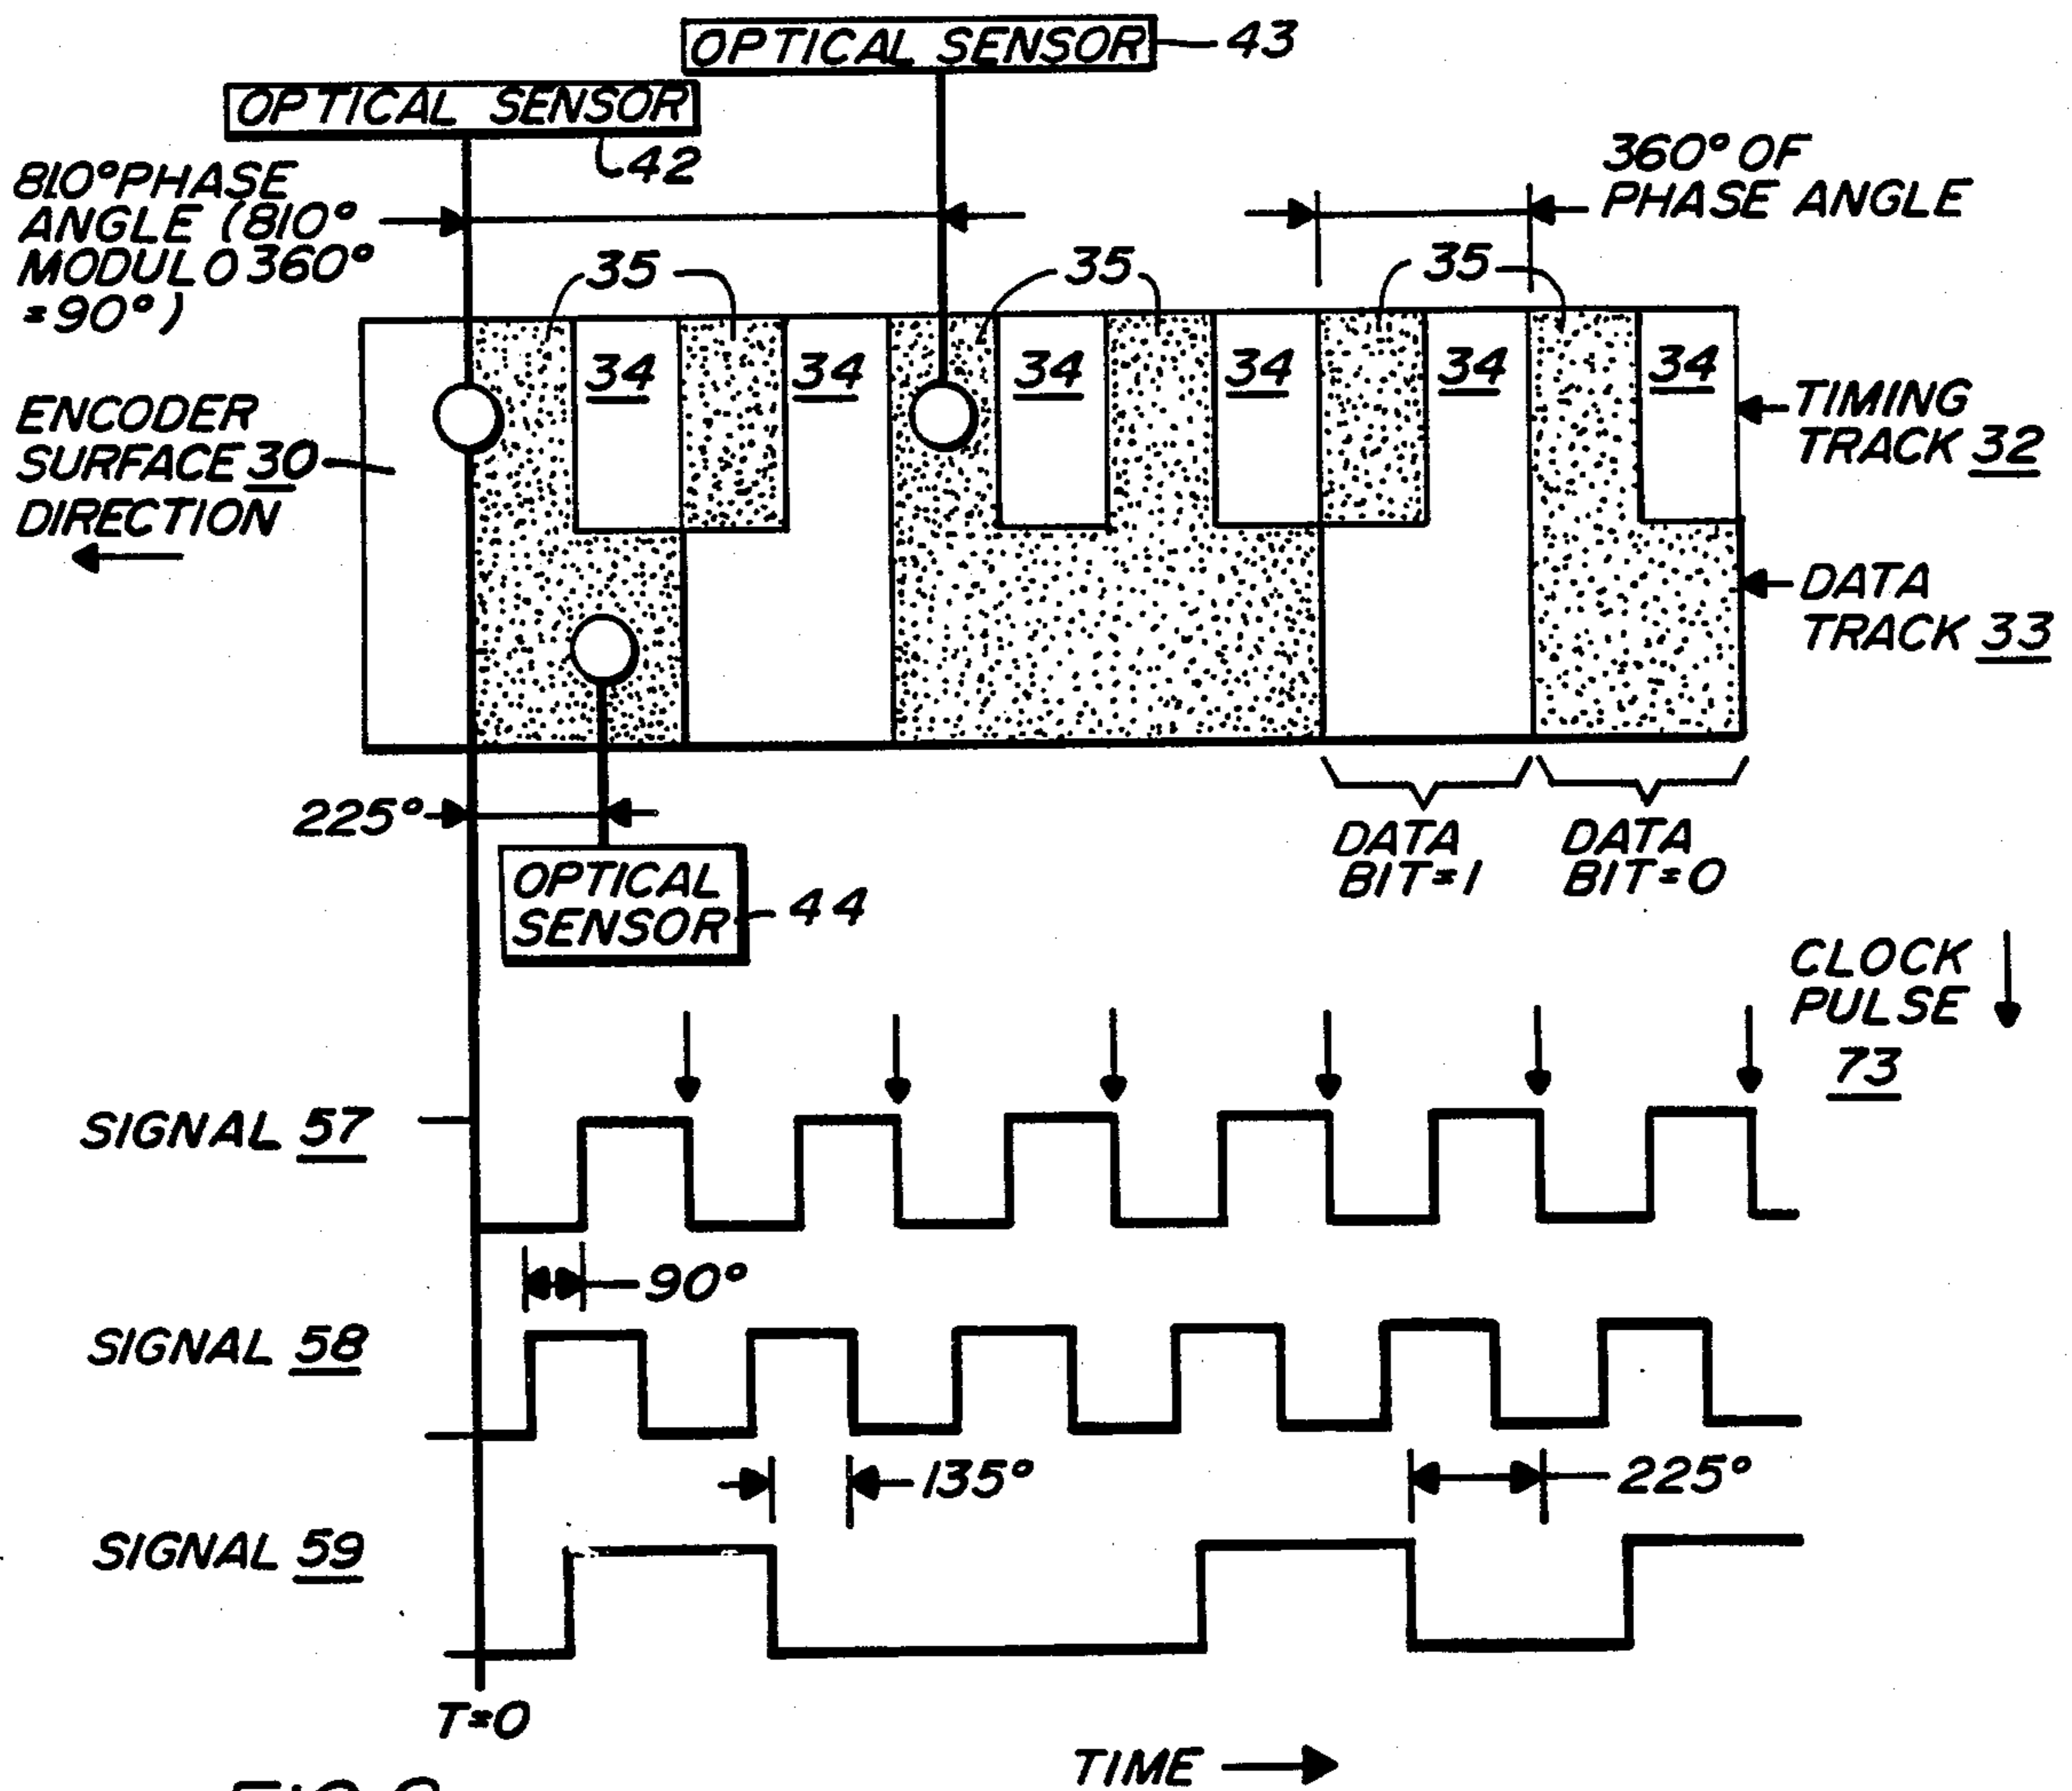 OPTICAL SENSOR
43
OPTICAL SENSOR
42
810° PHASE
ANGLE (810°
MODULO 360°
=90°)
360° OF
PHASE ANGLE
35
35
35
34
34
34
34
34
34
ENCODER
SURFACE 30
DIRECTION
TIMING
TRACK 32
DATA
TRACK 33
225°
OPTICAL
SENSOR
44
DATA
BIT=1
DATA
BIT=0
CLOCK
PULSE
73
SIGNAL 57
90°
SIGNAL 58
135°
225°
SIGNAL 59
T=0
TIME